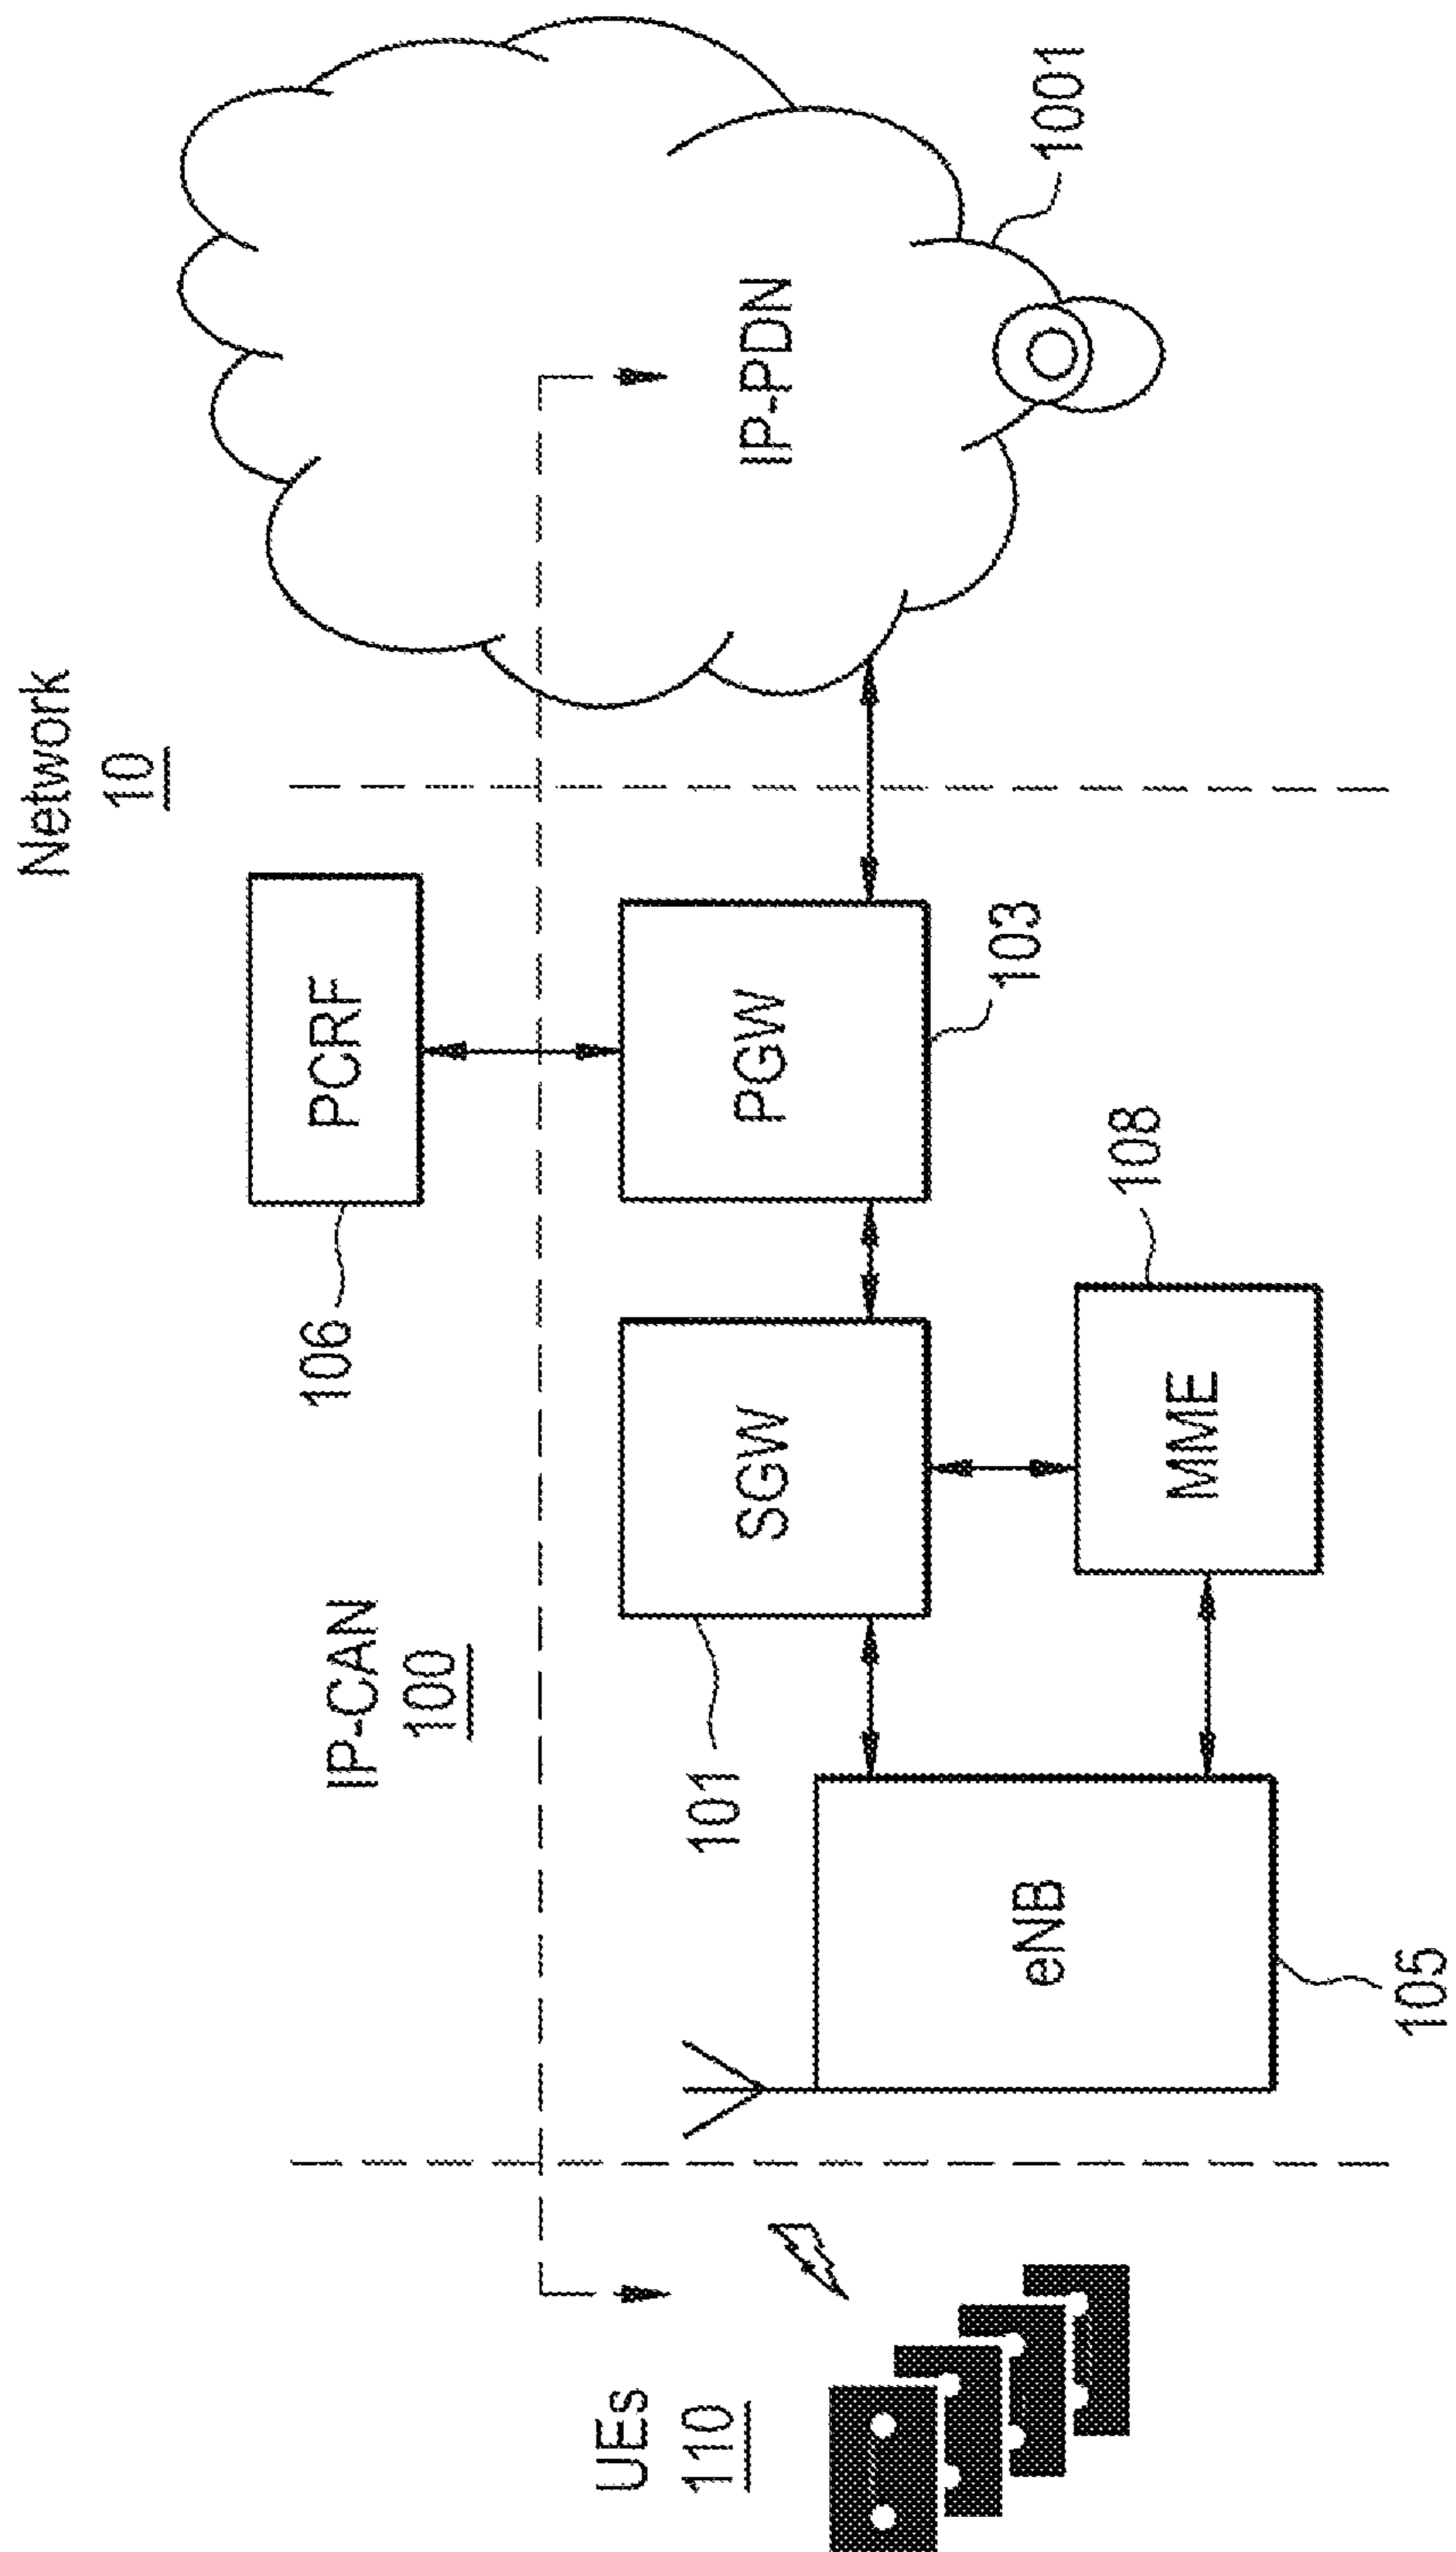 Network
10
IP-CAN
100
PCRF
106
UEs
110
SGW
101
PGW
103
IP-PDN
eNB
105
MME
108
1001